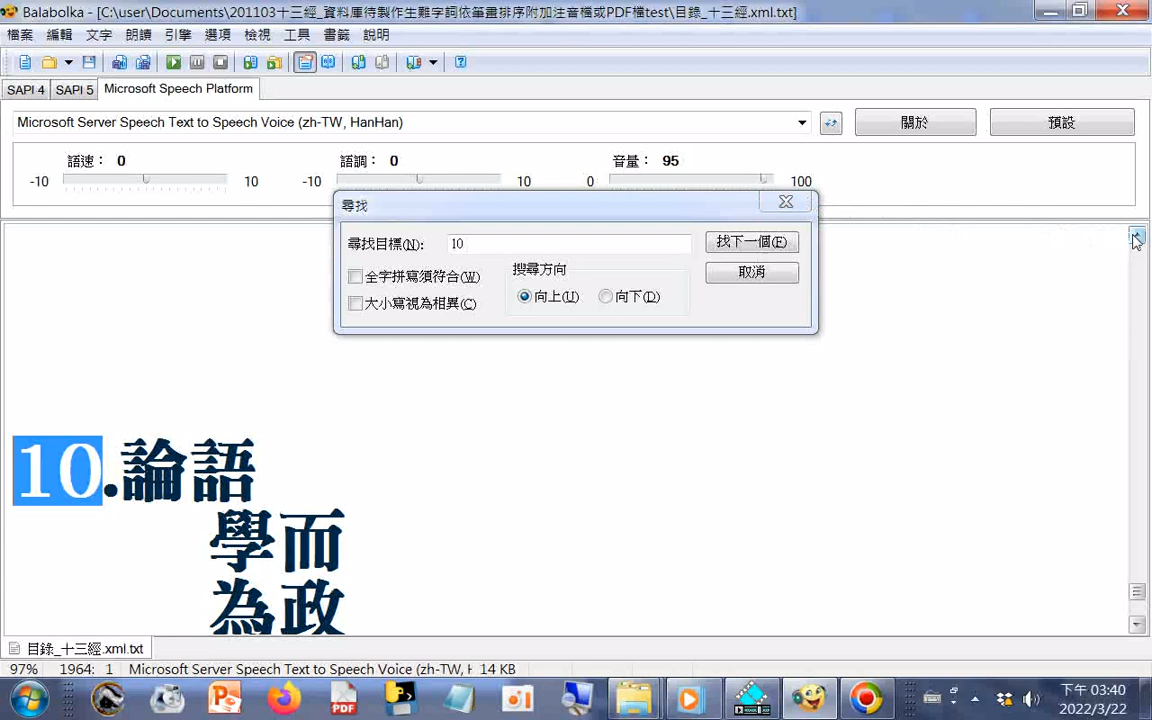 Balabolka - [C:\user\Documents\201103十三經_資料庫待製作生難字詞依筆畫排序附加注音檔或PDF檔test\目錄_十三經.xml.txt]
檔案 編輯 文字 朗讀 引擎 選項 檢視 工具 書籤 說明
SAPI 4 SAPI 5 Microsoft Speech Platform
Microsoft Server Speech Text to Speech Voice (zh-TW, HanHan) 關於 預設
語速： 0 語調： 0 音量： 95
-10 10 -10 10 0 100
尋找
尋找目標(N): 10 找下一個(F)
全字拼寫須符合(W) 搜尋方向 取消
大小寫視為相異(C) 向上(U) 向下(D)
10.論語
學而
為政
目錄_十三經.xml.txt
97% 1964: 1 Microsoft Server Speech Text to Speech Voice (zh-TW, H 14 KB
下午 03:40
2022/3/22